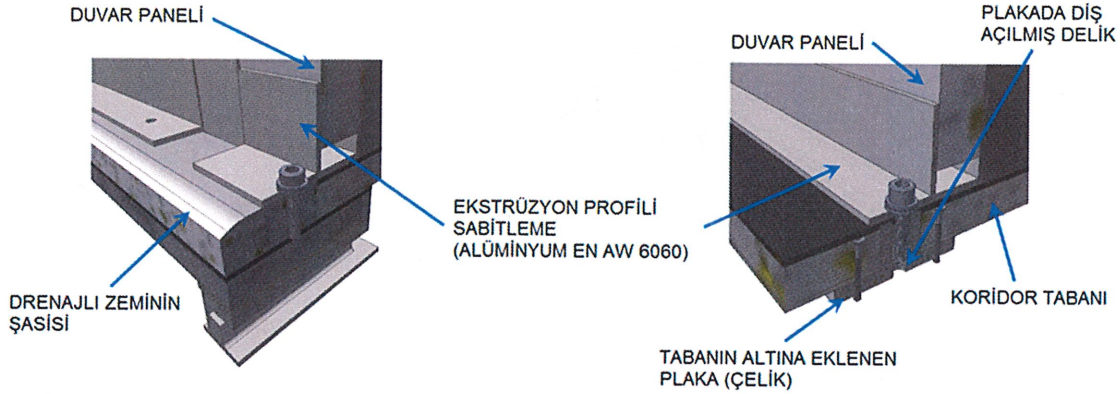 DUVAR PANELİ
PLAKADA DİŞ
AÇILMIŞ DELİK
DUVAR PANELİ
EKSTRÜZYON PROFİLİ
SABİTLEME
(ALÜMİNYUM EN AW 6060)
DRENAJLI ZEMİNİN
ŞASİSİ
KORİDOR TABANI
TABANIN ALTINA EKLENEN
PLAKA (ÇELİK)